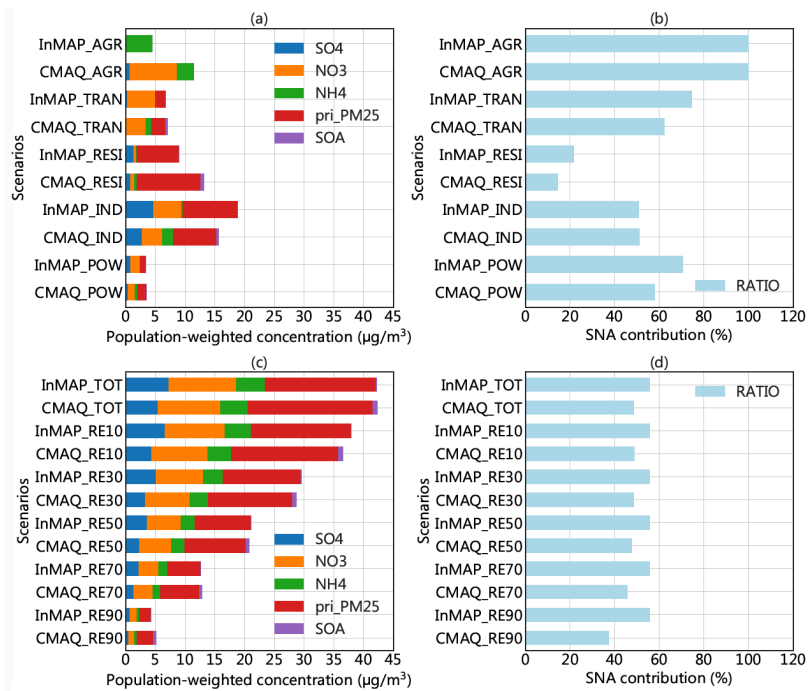 (a)
InMAP_AGR
CMAQ_AGR
InMAP_TRAN
CMAQ_TRAN
InMAP_RESI
CMAQ_RESI
InMAP_IND
CMAQ_IND
InMAP_POW
CMAQ_POW
Scenarios
SO4
NO3
NH4
pri_PM25
SOA
0 5 10 15 20 25 30 35 40 45
Population-weighted concentration (μg/m³)
(b)
InMAP_AGR
CMAQ_AGR
InMAP_TRAN
CMAQ_TRAN
InMAP_RESI
CMAQ_RESI
InMAP_IND
CMAQ_IND
InMAP_POW
CMAQ_POW
Scenarios
RATIO
0 20 40 60 80 100 120
SNA contribution (%)
(c)
InMAP_TOT
CMAQ_TOT
InMAP_RE10
CMAQ_RE10
InMAP_RE30
CMAQ_RE30
InMAP_RE50
CMAQ_RE50
InMAP_RE70
CMAQ_RE70
InMAP_RE90
CMAQ_RE90
Scenarios
SO4
NO3
NH4
pri_PM25
SOA
0 5 10 15 20 25 30 35 40 45
Population-weighted concentration (μg/m³)
(d)
InMAP_TOT
CMAQ_TOT
InMAP_RE10
CMAQ_RE10
InMAP_RE30
CMAQ_RE30
InMAP_RE50
CMAQ_RE50
InMAP_RE70
CMAQ_RE70
InMAP_RE90
CMAQ_RE90
Scenarios
RATIO
0 20 40 60 80 100 120
SNA contribution (%)